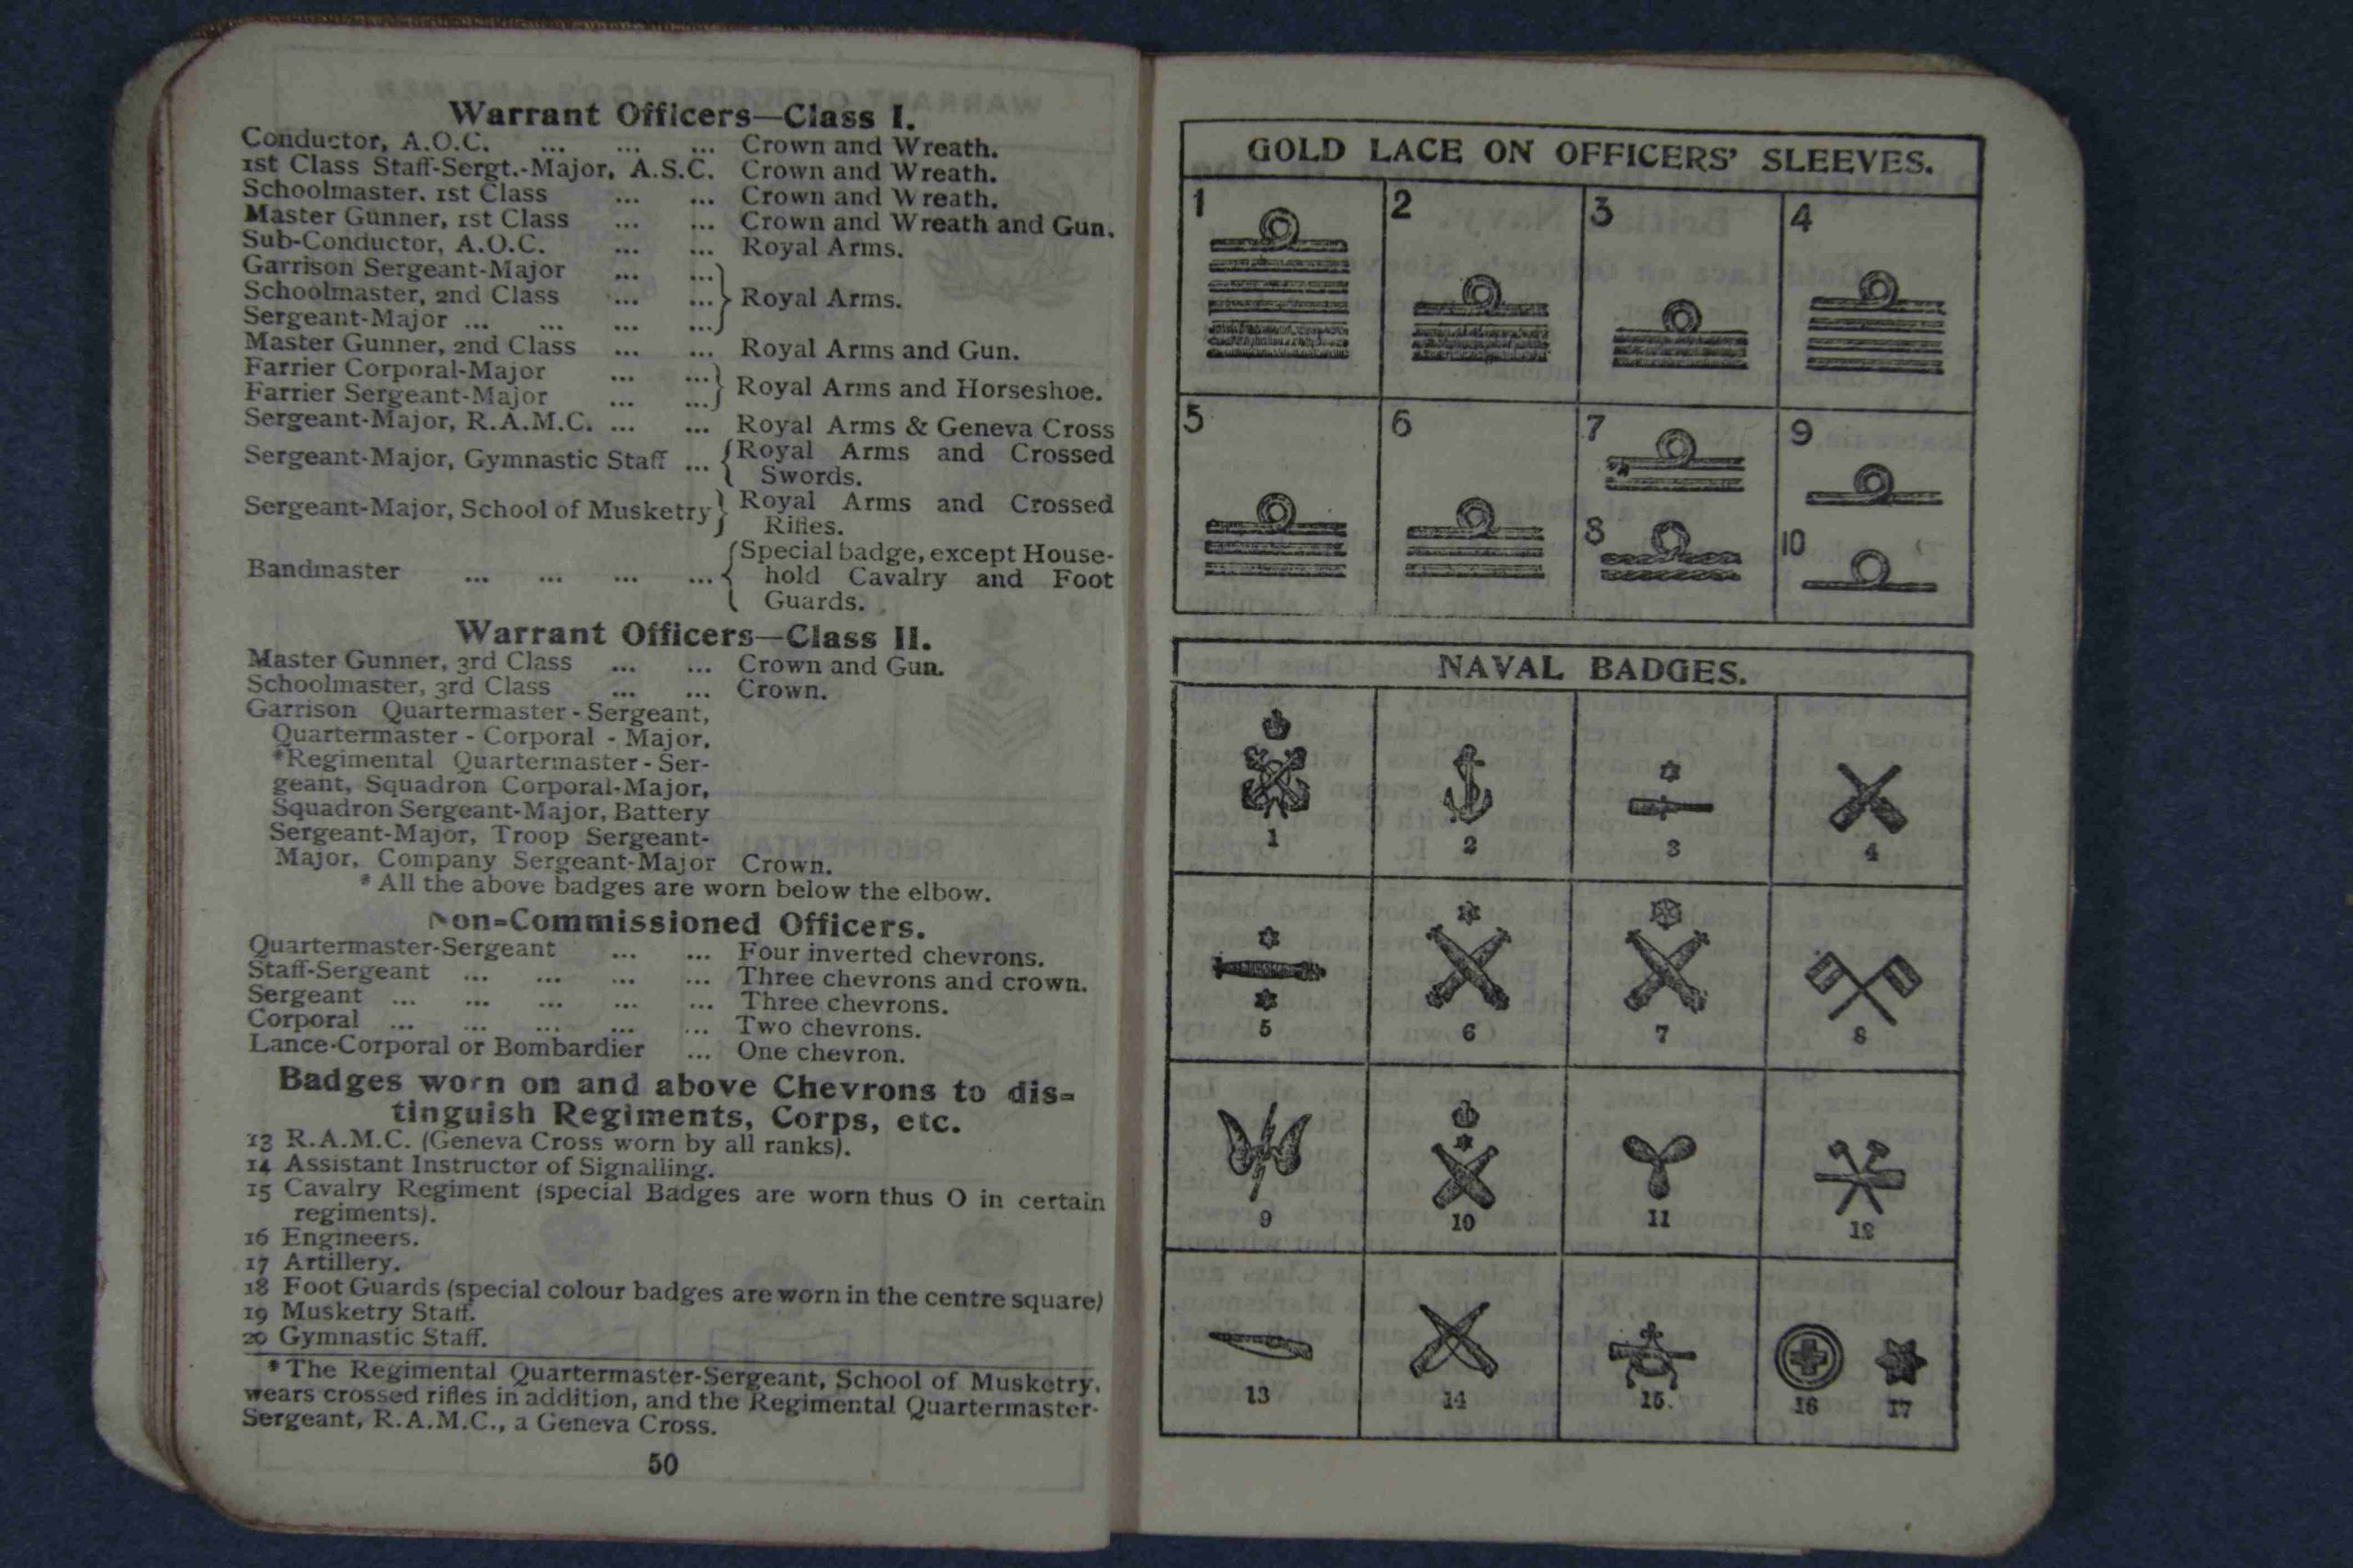 Warrant Officers—Class I.
Conductor, A.O.C. ... ... ... Crown and Wreath.
1st Class Staff-Sergt.-Major, A.S.C. Crown and Wreath.
Schoolmaster. 1st Class ... ... Crown and Wreath.
Master Gunner, 1st Class ... ... Crown and Wreath and Gun.
Sub-Conductor, A.O.C. ... ... Royal Arms.
Garrison Sergeant-Major ... ...
Schoolmaster, 2nd Class ... ... } Royal Arms.
Sergeant-Major ... ... ... ...
Master Gunner, 2nd Class ... ... Royal Arms and Gun.
Farrier Corporal-Major ... ...
Farrier Sergeant-Major ... ... } Royal Arms and Horseshoe.
Sergeant-Major, R.A.M.C. ... ... Royal Arms & Geneva Cross
Sergeant-Major, Gymnastic Staff ... { Royal Arms and Crossed
Swords.
Sergeant-Major, School of Musketry } Royal Arms and Crossed
Rifles.
Bandmaster ... ... ... ... { Special badge, except House-
hold Cavalry and Foot
Guards.
Warrant Officers—Class II.
Master Gunner, 3rd Class ... ... Crown and Gun.
Schoolmaster, 3rd Class ... ... Crown.
Garrison Quartermaster-Sergeant,
Quartermaster-Corporal-Major,
*Regimental Quartermaster-Ser-
geant, Squadron Corporal-Major,
Squadron Sergeant-Major, Battery
Sergeant-Major, Troop Sergeant-
Major, Company Sergeant-Major Crown.
* All the above badges are worn below the elbow.
Non=Commissioned Officers.
Quartermaster-Sergeant ... ... Four inverted chevrons.
Staff-Sergeant ... ... ... ... Three chevrons and crown.
Sergeant ... ... ... ... ... Three chevrons.
Corporal ... ... ... ... ... Two chevrons.
Lance-Corporal or Bombardier ... One chevron.
Badges worn on and above Chevrons to dis=
tinguish Regiments, Corps, etc.
13 R.A.M.C. (Geneva Cross worn by all ranks).
14 Assistant Instructor of Signalling.
15 Cavalry Regiment (special Badges are worn thus O in certain
regiments).
16 Engineers.
17 Artillery.
18 Foot Guards (special colour badges are worn in the centre square)
19 Musketry Staff.
20 Gymnastic Staff.
* The Regimental Quartermaster-Sergeant, School of Musketry,
wears crossed rifles in addition, and the Regimental Quartermaster-
Sergeant, R.A.M.C., a Geneva Cross.
50
GOLD LACE ON OFFICERS' SLEEVES.
1 2 3 4
5 6 7 9
8 10
NAVAL BADGES.
1 2 3 4
5 6 7 8
9 10 11 12
13 14 15. 16 17